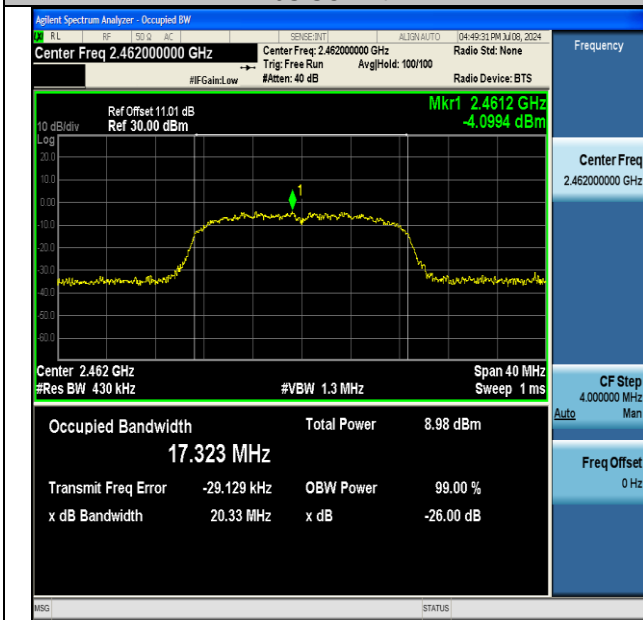 Agilent Spectrum Analyzer - Occupied BW
RL RF 50 Ω AC SENSE:INT ALIGN AUTO 04:49:31 PM Jul 08, 2024
Center Freq 2.462000000 GHz
Center Freq: 2.462000000 GHz
Radio Std: None
Trig: Free Run
Avg|Hold: 100/100
#IFGain:Low
#Atten: 40 dB
Radio Device: BTS
Frequency
Mkr1 2.4612 GHz
-4.0994 dBm
Ref Offset 11.01 dB
10 dB/div
Ref 30.00 dBm
Log
20.0
10.0
0.00
-10.0
-20.0
-30.0
-40.0
-50.0
-60.0
1
Center 2.462 GHz
Span 40 MHz
#Res BW 430 kHz
#VBW 1.3 MHz
Sweep 1 ms
Occupied Bandwidth
17.323 MHz
Total Power 8.98 dBm
Transmit Freq Error -29.129 kHz
OBW Power 99.00 %
x dB Bandwidth 20.33 MHz
x dB -26.00 dB
Center Freq
2.462000000 GHz
CF Step
4.000000 MHz
Auto Man
Freq Offset
0 Hz
MSG
STATUS